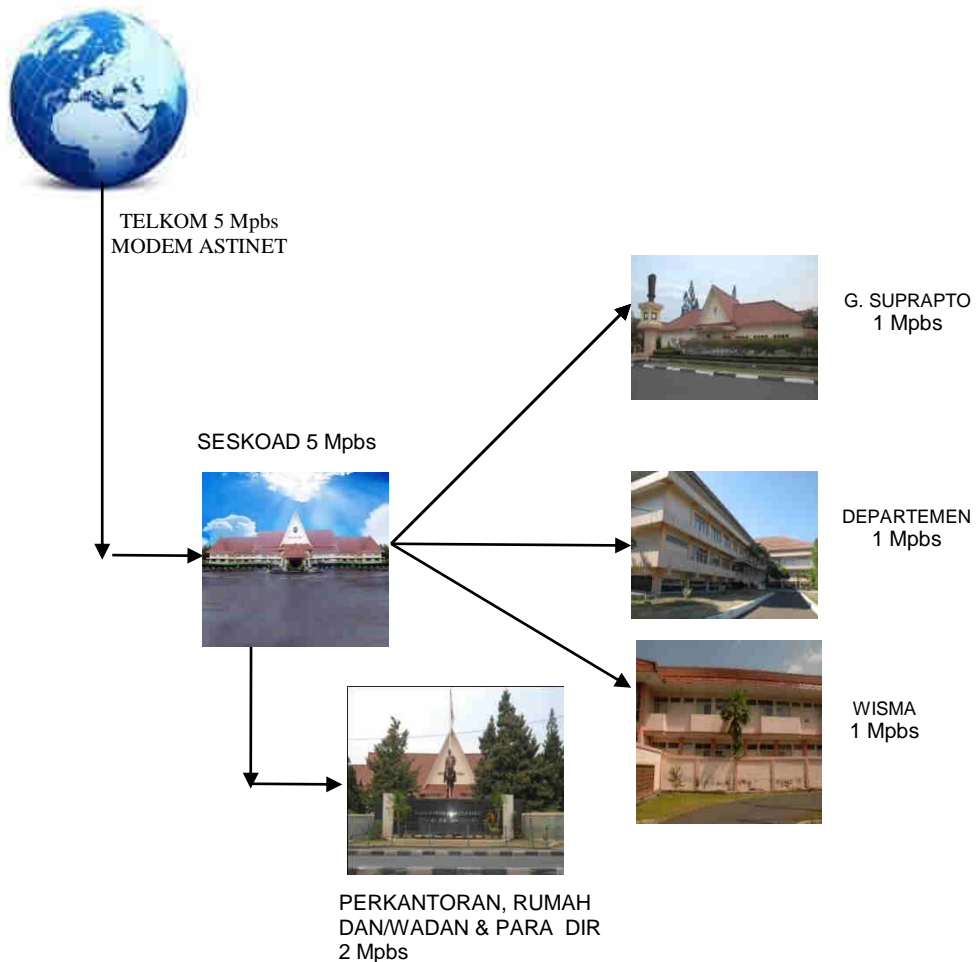 TELKOM 5 Mpbs
MODEM ASTINET
G. SUPRAPTO
1 Mpbs
SESKOAD 5 Mpbs
DEPARTEMEN
1 Mpbs
WISMA
1 Mpbs
PERKANTORAN, RUMAH
DAN/WADAN & PARA DIR
2 Mpbs